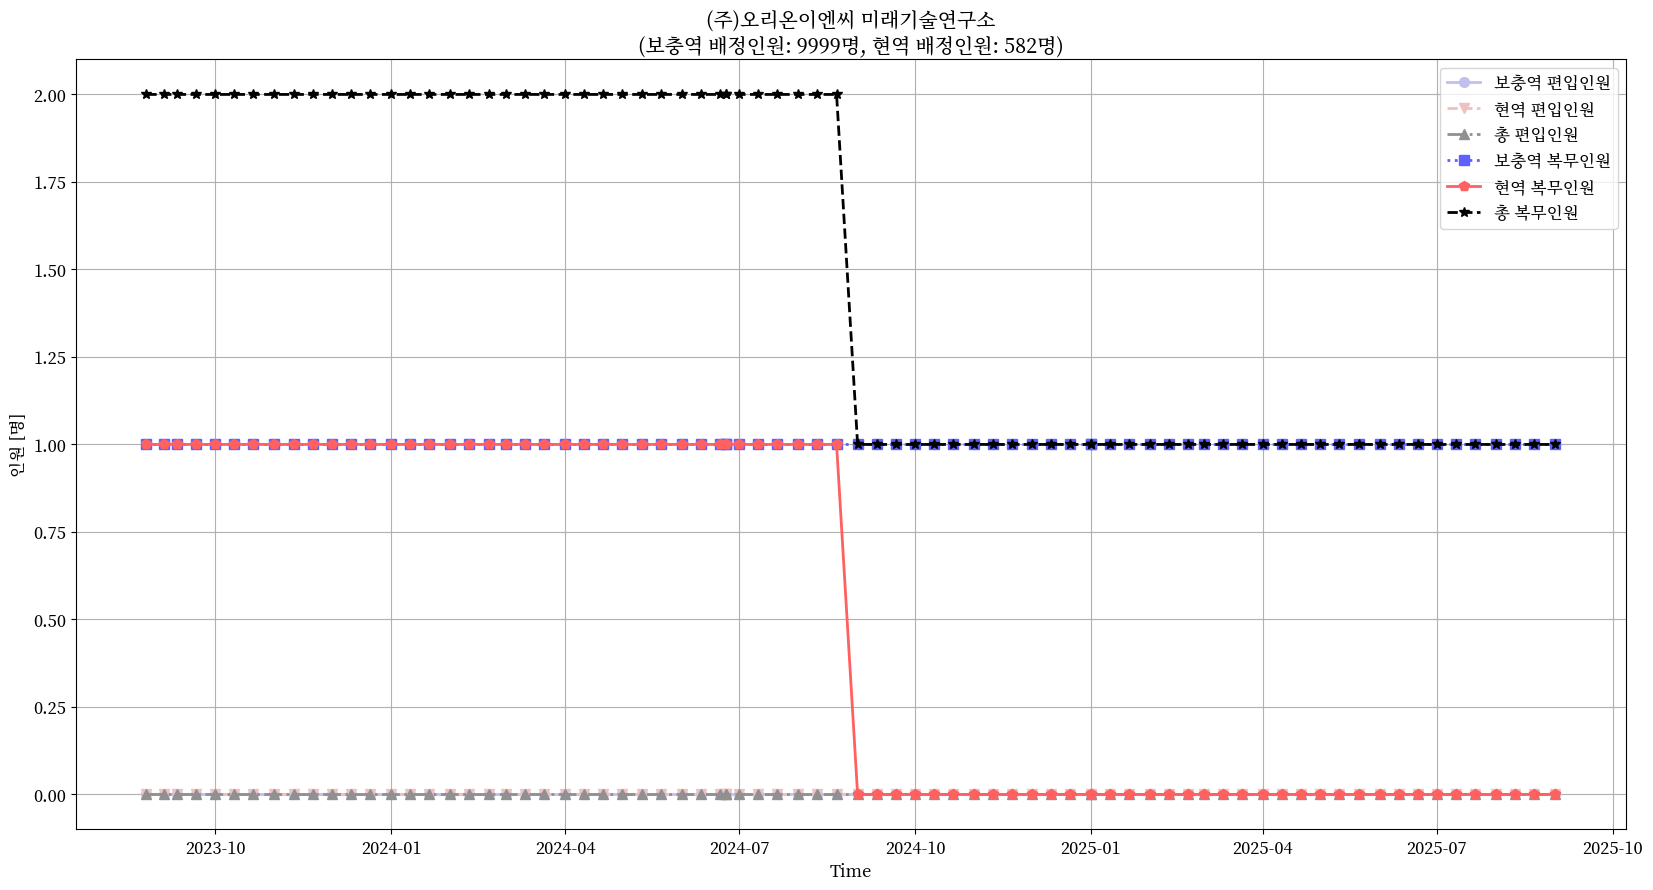 (주)오리온이엔씨 미래기술연구소
(보충역 배정인원: 9999명, 현역 배정인원: 582명)
보충역 편입인원
현역 편입인원
총 편입인원
보충역 복무인원
현역 복무인원
총 복무인원
인원 [명]
2.00
1.75
1.50
1.25
1.00
0.75
0.50
0.25
0.00
2023-10
2024-01
2024-04
2024-07
2024-10
2025-01
2025-04
2025-07
2025-10
Time